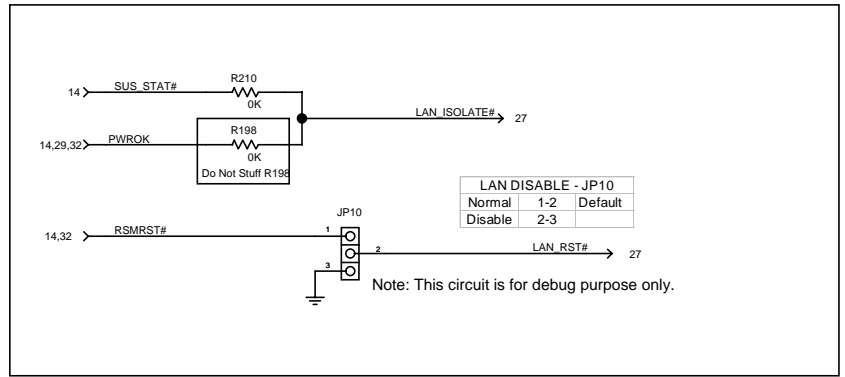 14 SUS_STAT# R210
0K
LAN_ISOLATE# 27
14,29,32 PWROK R198
0K
Do Not Stuff R198
LAN DISABLE - JP10
Normal 1-2 Default
Disable 2-3
JP10
14,32 RSMRST# 1
2 LAN_RST# 27
3
Note: This circuit is for debug purpose only.